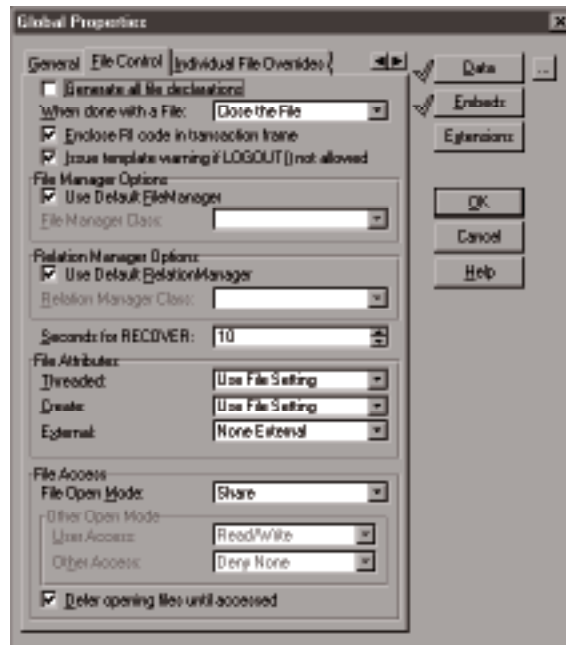 Global Properties
General File Control Individual File Overrides
Generate all file declarations
When done with a File: Close the File
Enclose RI code in transaction frame
Issue template warning if LOGOUT() not allowed
File Manager Options
Use Default FileManager
File Manager Class:
Relation Manager Options
Use Default RelationManager
Relation Manager Class:
Seconds for RECOVER: 10
File Attributes
Threaded: Use File Setting
Create: Use File Setting
External: None External
File Access
File Open Mode: Share
Other Open Mode
User Access: Read/Write
Other Access: Deny None
Defer opening files until accessed
Data ...
Embeds
Extensions
OK
Cancel
Help